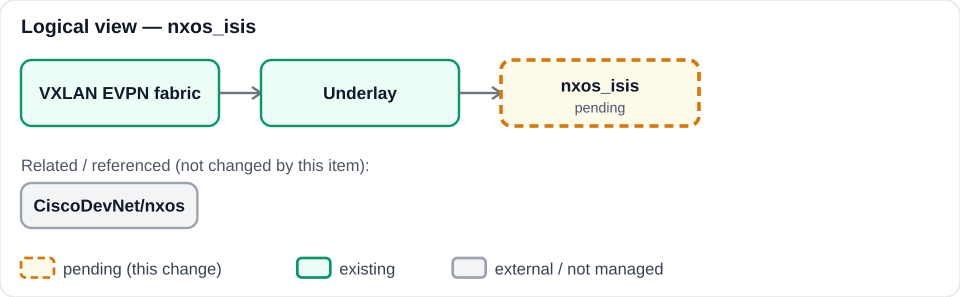 Logical view — nxos_isis
VXLAN EVPN fabric
Underlay
nxos_isis
pending
Related / referenced (not changed by this item):
CiscoDevNet/nxos
pending (this change)
existing
external / not managed